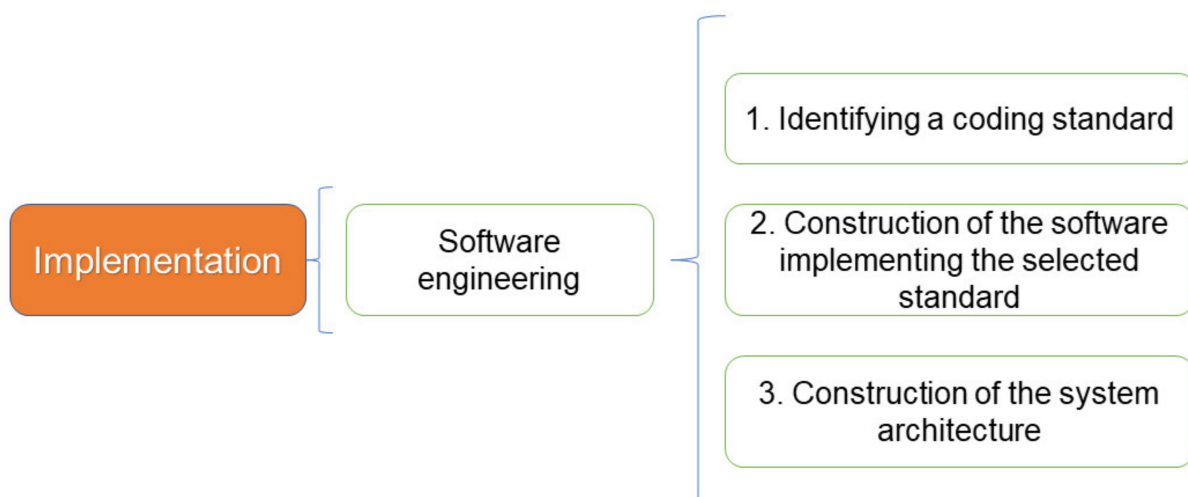 Implementation
Software
engineering
1. Identifying a coding standard
2. Construction of the software
implementing the selected
standard
3. Construction of the system
architecture